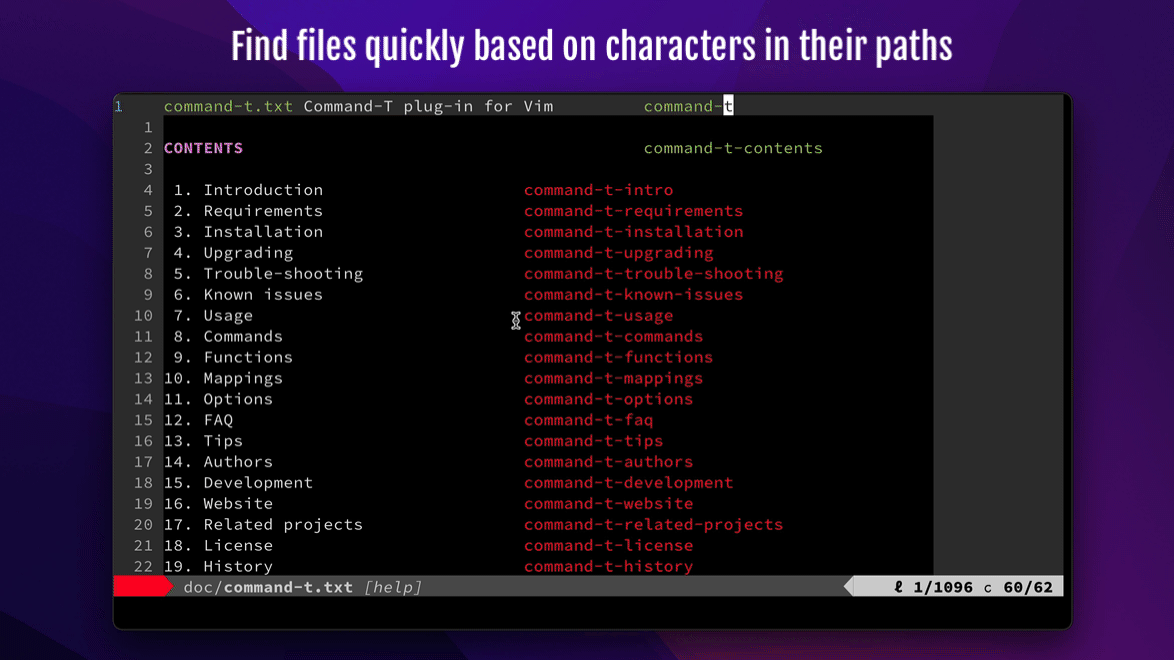 Find files quickly based on characters in their paths
1 command-t.txt Command-T plug-in for Vim command-t
1
2 CONTENTS command-t-contents
3
4 1. Introduction command-t-intro
5 2. Requirements command-t-requirements
6 3. Installation command-t-installation
7 4. Upgrading command-t-upgrading
8 5. Trouble-shooting command-t-trouble-shooting
9 6. Known issues command-t-known-issues
10 7. Usage command-t-usage
11 8. Commands command-t-commands
12 9. Functions command-t-functions
13 10. Mappings command-t-mappings
14 11. Options command-t-options
15 12. FAQ command-t-faq
16 13. Tips command-t-tips
17 14. Authors command-t-authors
18 15. Development command-t-development
19 16. Website command-t-website
20 17. Related projects command-t-related-projects
21 18. License command-t-license
22 19. History command-t-history
doc/command-t.txt [help] ℓ 1/1096 c 60/62